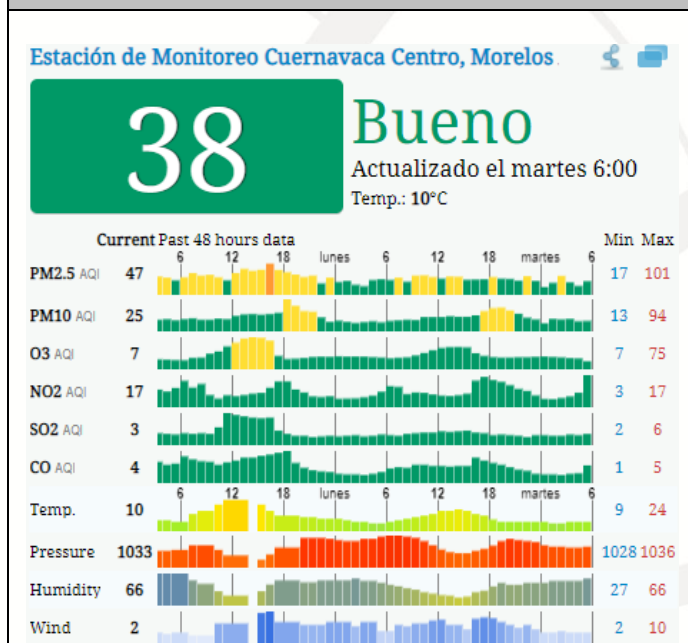 Estación de Monitoreo Cuernavaca Centro, Morelos.
38
Bueno
Actualizado el martes 6:00
Temp.: 10°C
Current Past 48 hours data Min Max
6 12 18 lunes 6 12 18 martes 6
PM2.5 AQI 47 17 101
PM10 AQI 25 13 94
O3 AQI 7 7 75
NO2 AQI 17 3 17
SO2 AQI 3 2 6
CO AQI 4 1 5
6 12 18 lunes 6 12 18 martes 6
Temp. 10 9 24
Pressure 1033 1028 1036
Humidity 66 27 66
Wind 2 2 10